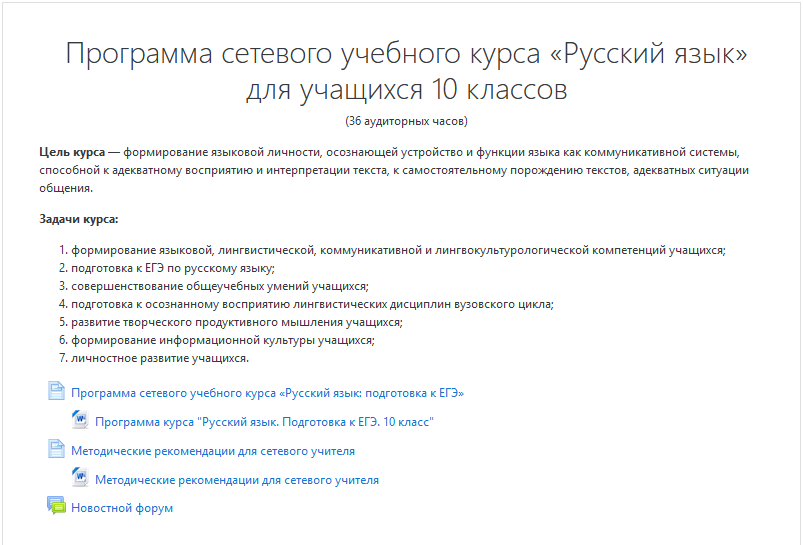 Программа сетевого учебного курса «Русский язык»
для учащихся 10 классов
(36 аудиторных часов)
Цель курса — формирование языковой личности, осознающей устройство и функции языка как коммуникативной системы,
способной к адекватному восприятию и интерпретации текста, к самостоятельному порождению текстов, адекватных ситуации
общения.
Задачи курса:
1. формирование языковой, лингвистической, коммуникативной и лингвокультурологической компетенций учащихся;
2. подготовка к ЕГЭ по русскому языку;
3. совершенствование общеучебных умений учащихся;
4. подготовка к осознанному восприятию лингвистических дисциплин вузовского цикла;
5. развитие творческого продуктивного мышления учащихся;
6. формирование информационной культуры учащихся;
7. личностное развитие учащихся.
Программа сетевого учебного курса «Русский язык: подготовка к ЕГЭ»
Программа курса "Русский язык. Подготовка к ЕГЭ. 10 класс"
Методические рекомендации для сетевого учителя
Методические рекомендации для сетевого учителя
Новостной форум